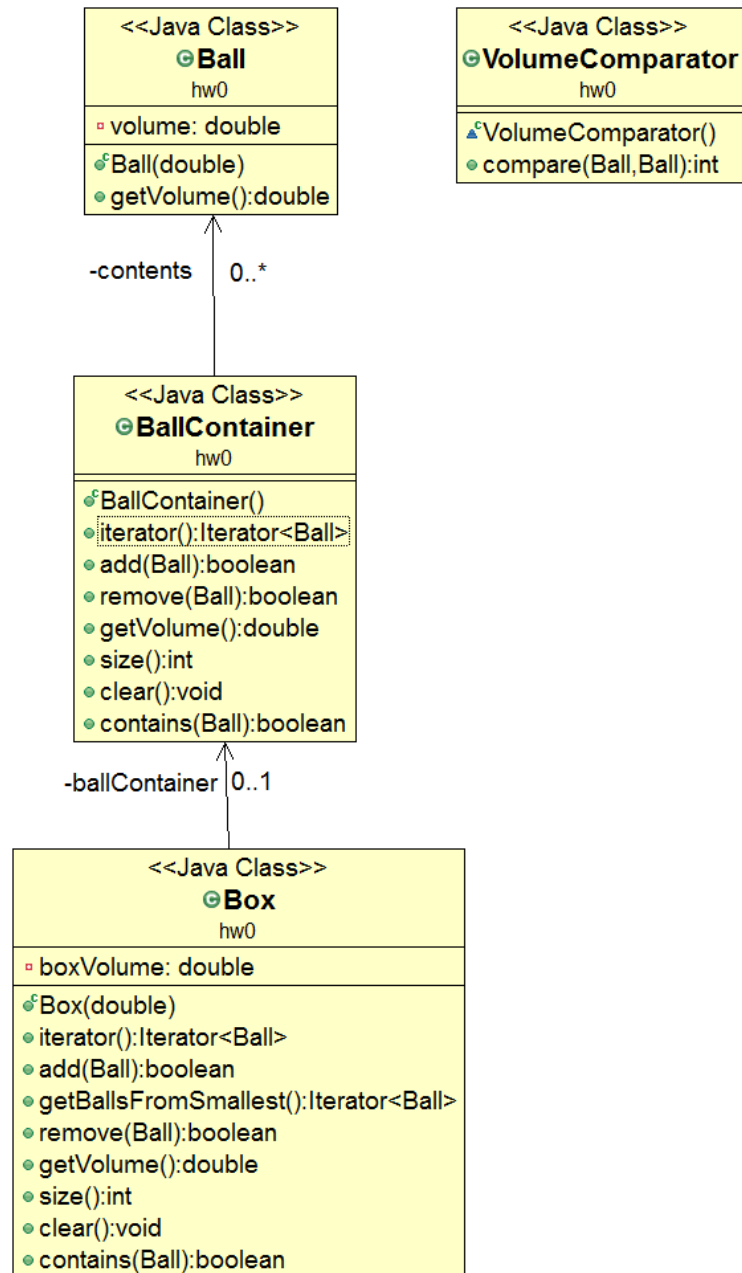 <<Java Class>>
Ball
hw0
volume: double
Ball(double)
getVolume():double
<<Java Class>>
VolumeComparator
hw0
VolumeComparator()
compare(Ball,Ball):int
-contents 0..*
<<Java Class>>
BallContainer
hw0
BallContainer()
iterator():Iterator<Ball>
add(Ball):boolean
remove(Ball):boolean
getVolume():double
size():int
clear():void
contains(Ball):boolean
-ballContainer 0..1
<<Java Class>>
Box
hw0
boxVolume: double
Box(double)
iterator():Iterator<Ball>
add(Ball):boolean
getBallsFromSmallest():Iterator<Ball>
remove(Ball):boolean
getVolume():double
size():int
clear():void
contains(Ball):boolean